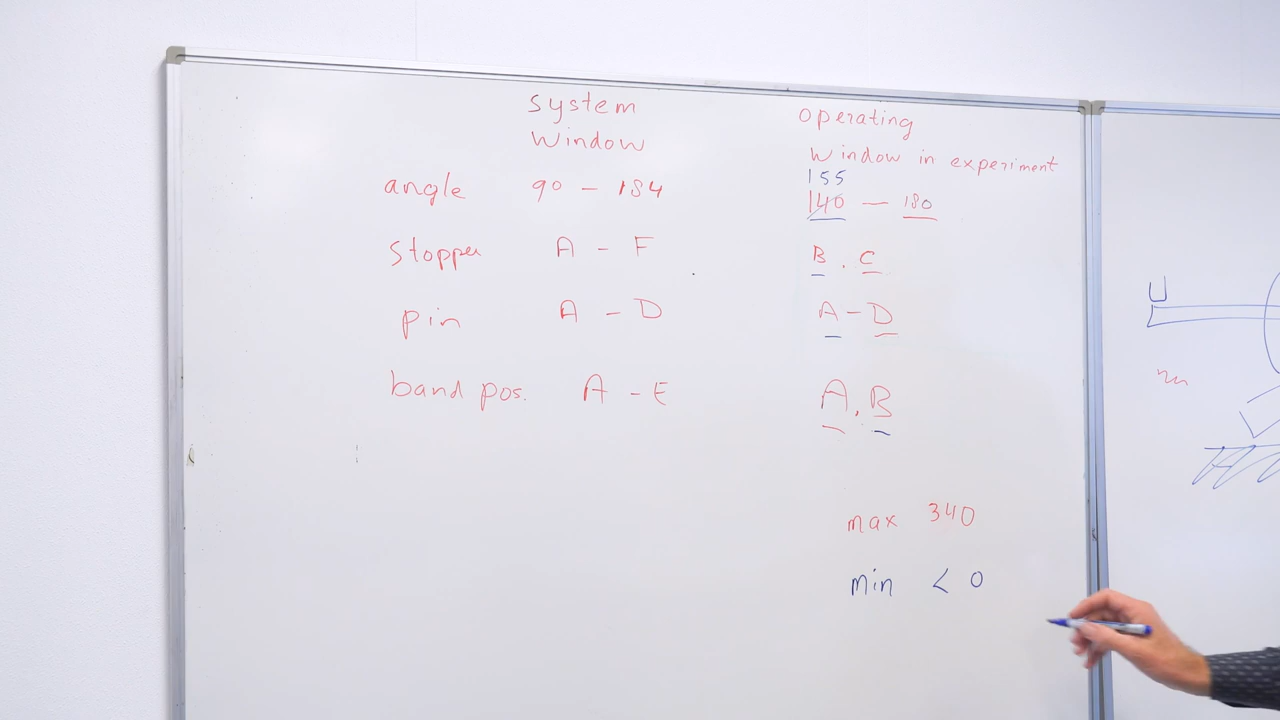 system
Window
operating
Window in experiment
155
angle 90 - 184 140 - 180
stopper A - F B . C
pin A - D A - D
band pos. A - E A, B
max 340
min < 0